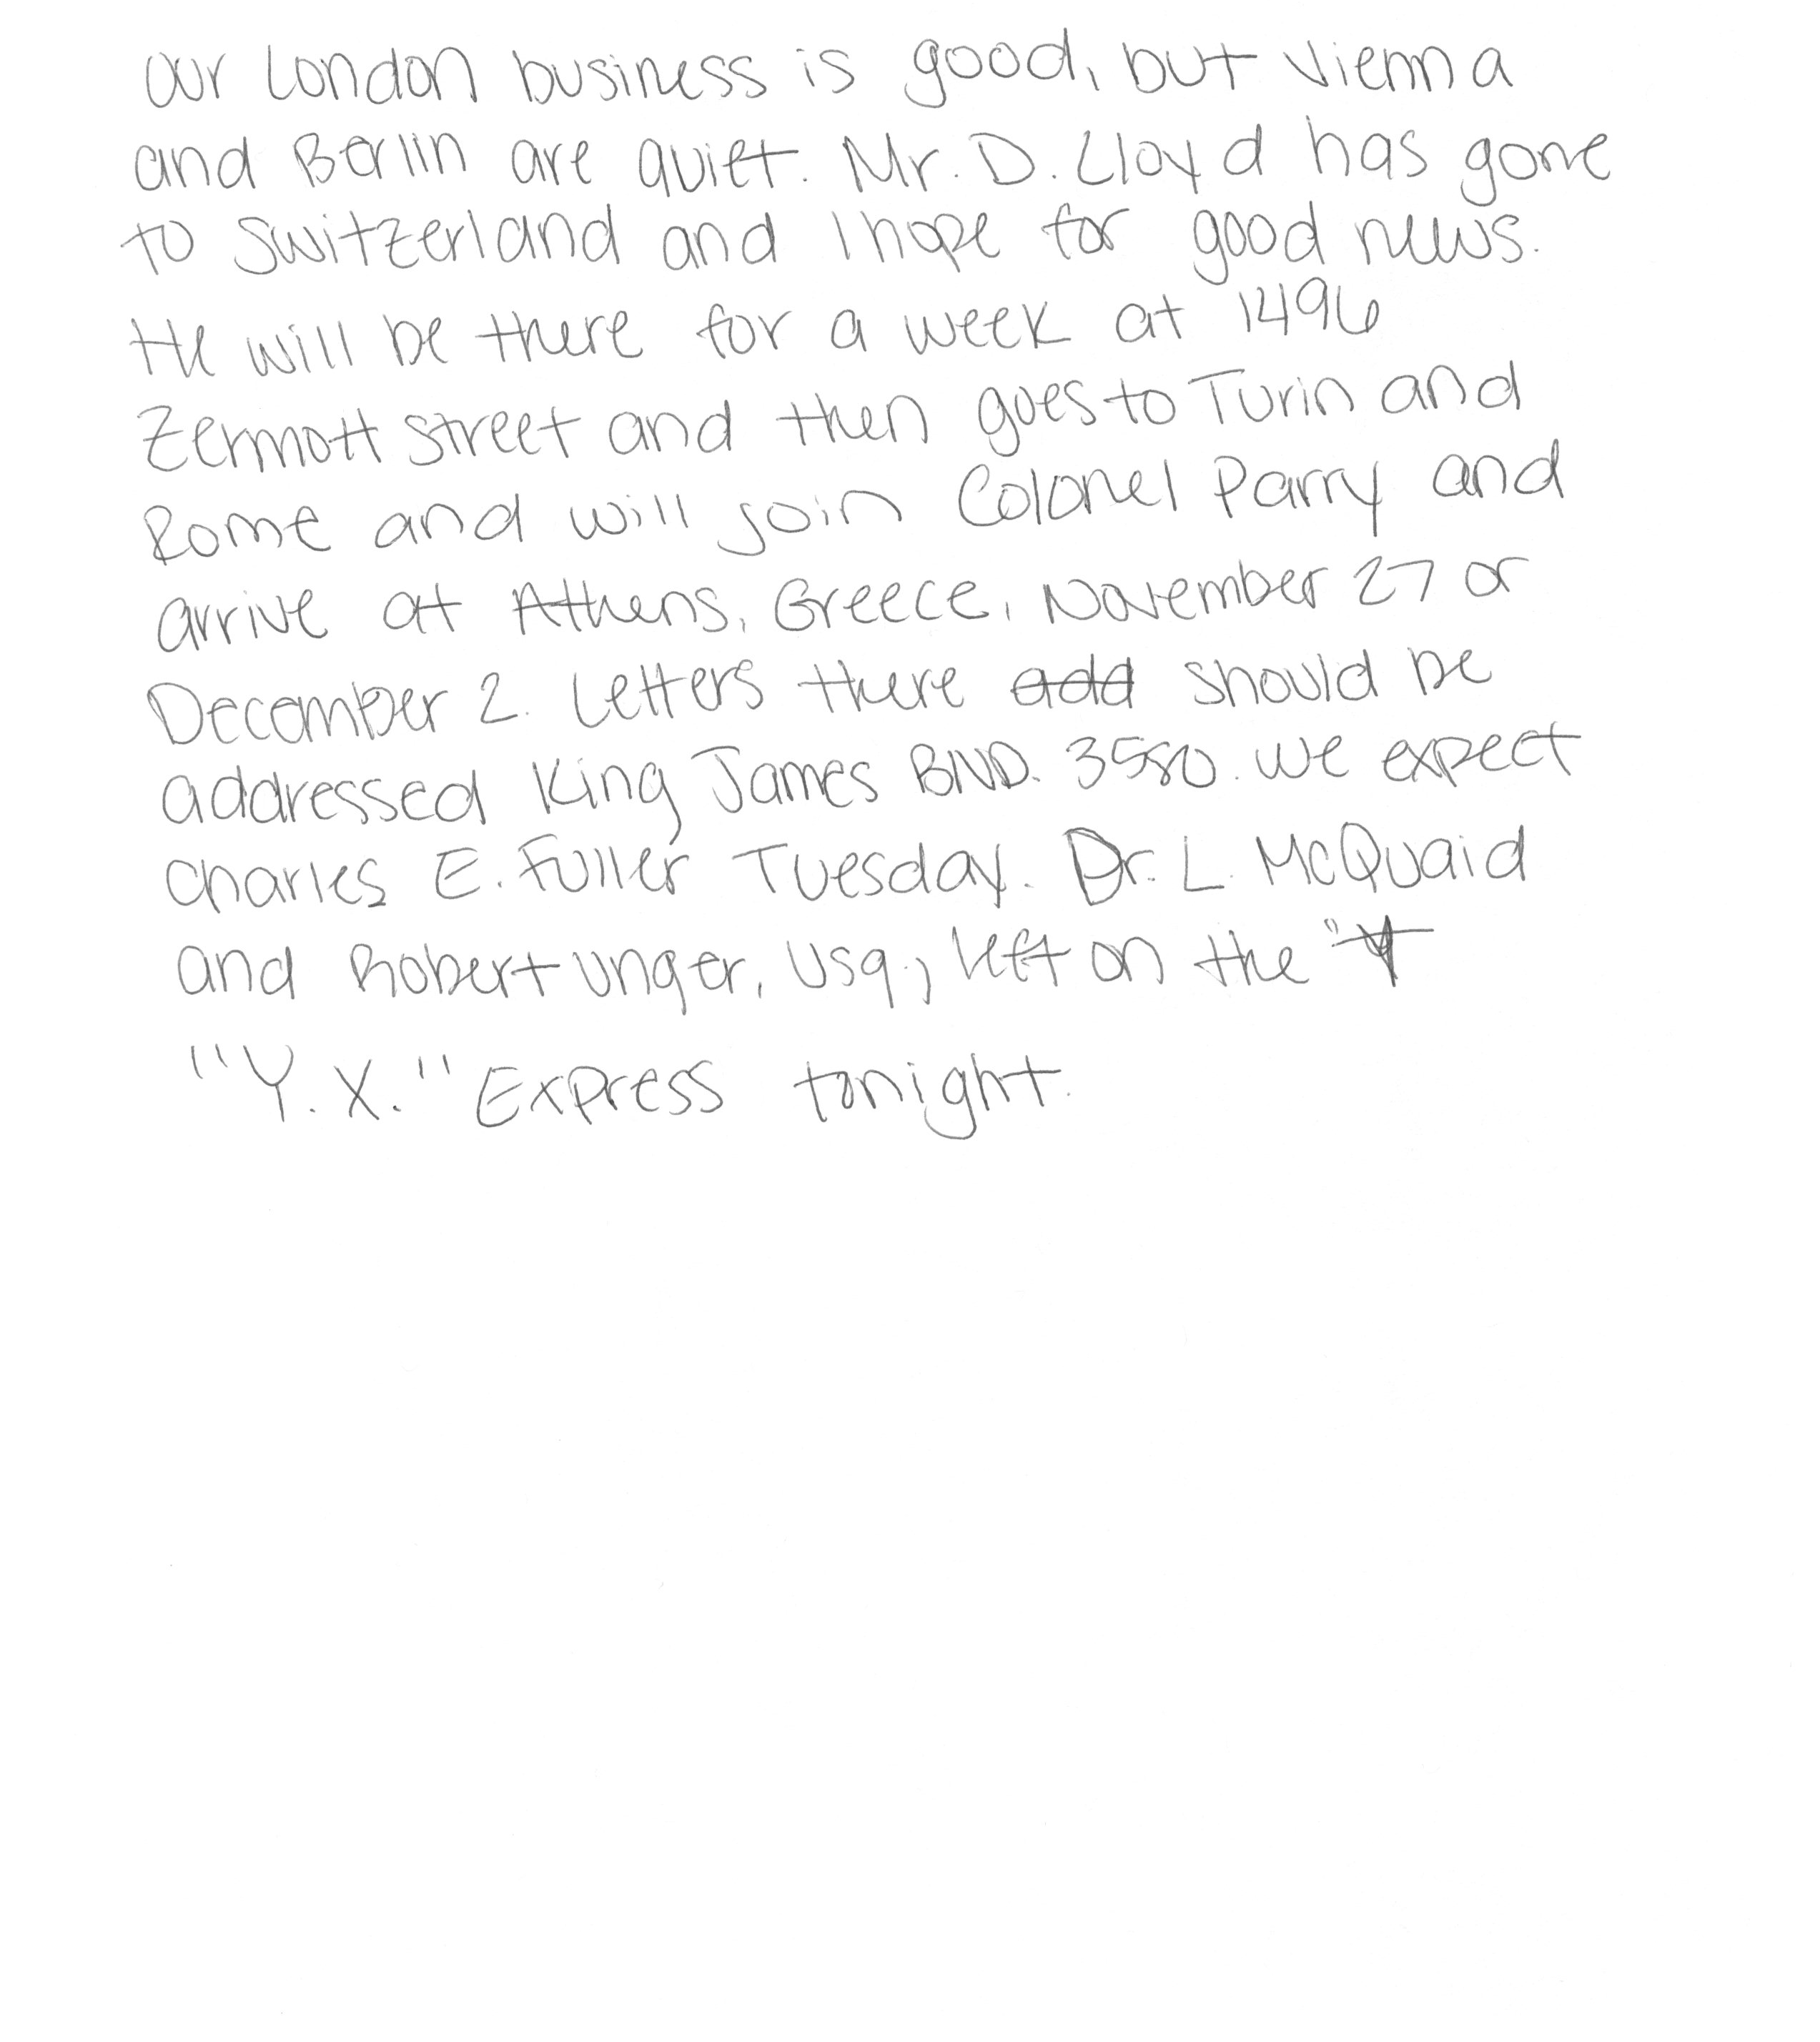 Our London business is good, but Vienna
and Berlin are quiet. Mr. D. Lloyd has gone
to Switzerland and I hope for good news.
He will be there for a week at 1496
Zermott Street and then goes to Turin and
Rome and will join Colonel Parry and
arrive at Athens, Greece, November 27 or
December 2. Letters there add should be
addressed King James BlVD. 3580. We expect
Charles E. Fuller Tuesday. Dr. L. McQuaid
and Robert Unger, Usq., left on the "Y
"Y.X." Express tonight.